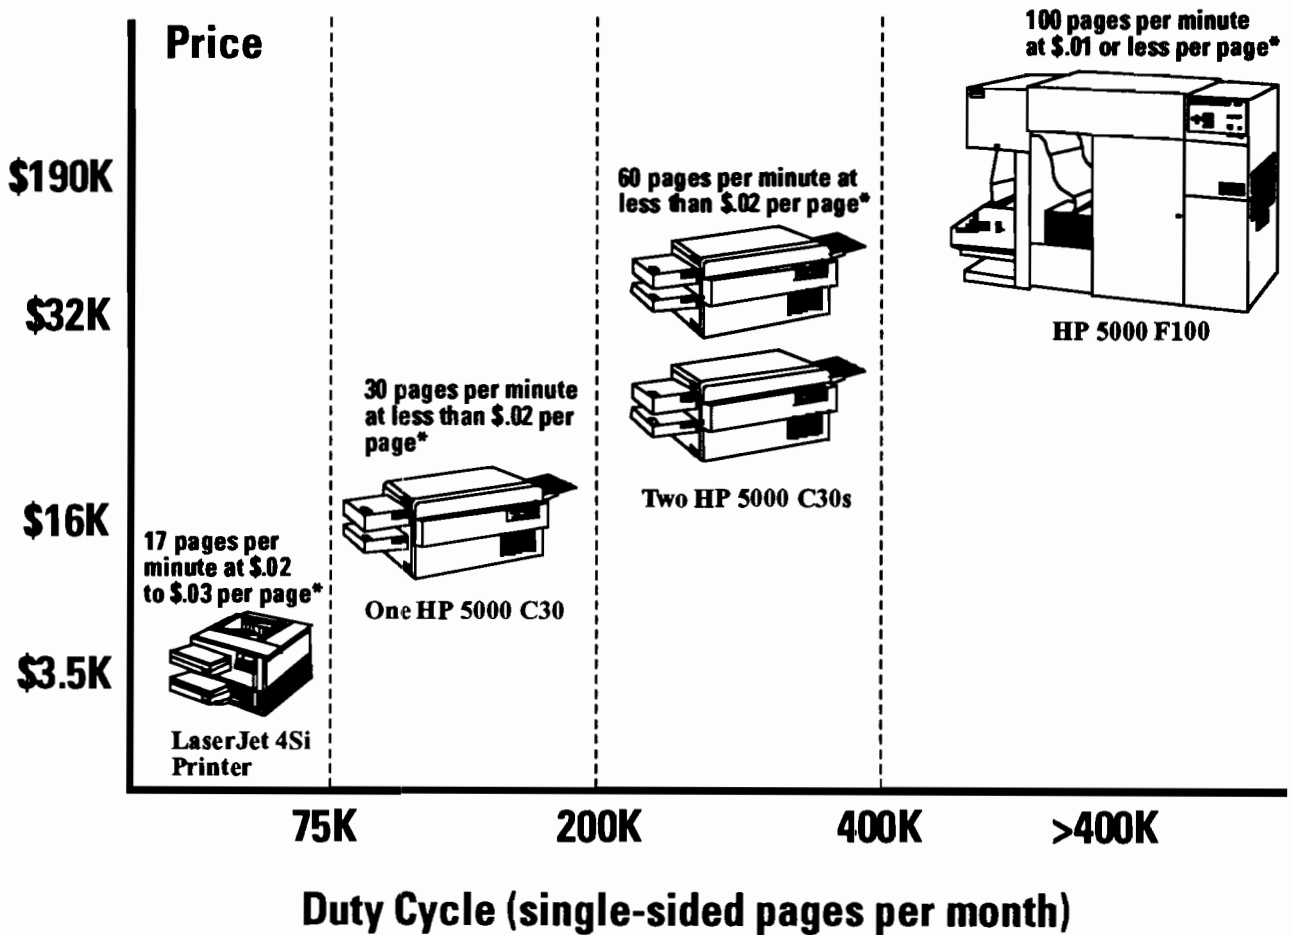 Price
100 pages per minute
at $.01 or less per page*
$190K
60 pages per minute at
less than $.02 per page*
$32K
HP 5000 F100
30 pages per minute
at less than $.02 per
page*
Two HP 5000 C30s
$16K
17 pages per
minute at $.02
to $.03 per page*
One HP 5000 C30
$3.5K
LaserJet 4Si
Printer
75K
200K
400K
>400K
Duty Cycle (single-sided pages per month)